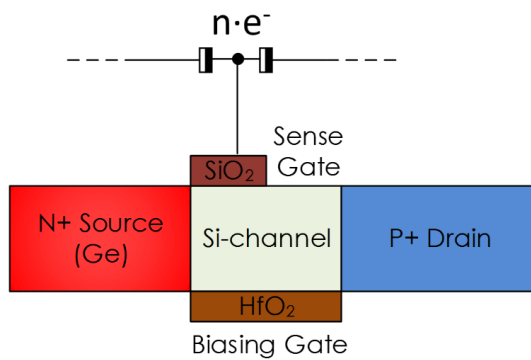 n·e⁻
Sense
Gate
SiO₂
N+ Source
(Ge)
Si-channel
P+ Drain
HfO₂
Biasing Gate